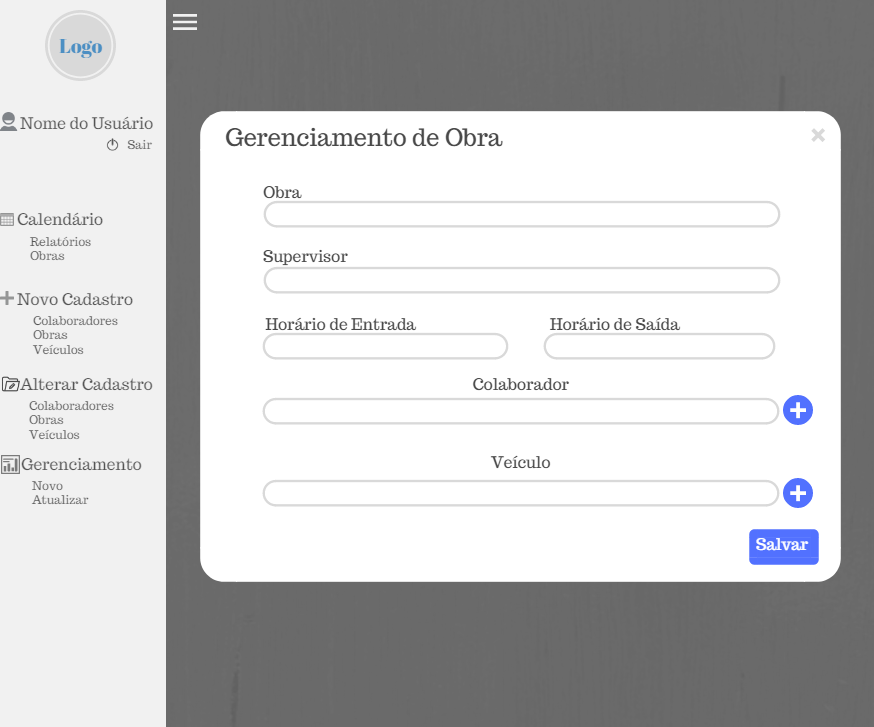 Logo
Nome do Usuário
Sair
Calendário
Relatórios
Obras
Novo Cadastro
Colaboradores
Obras
Veículos
Alterar Cadastro
Colaboradores
Obras
Veículos
Gerenciamento
Novo
Atualizar
Gerenciamento de Obra
Obra
Supervisor
Horário de Entrada
Horário de Saída
Colaborador
Veículo
Salvar